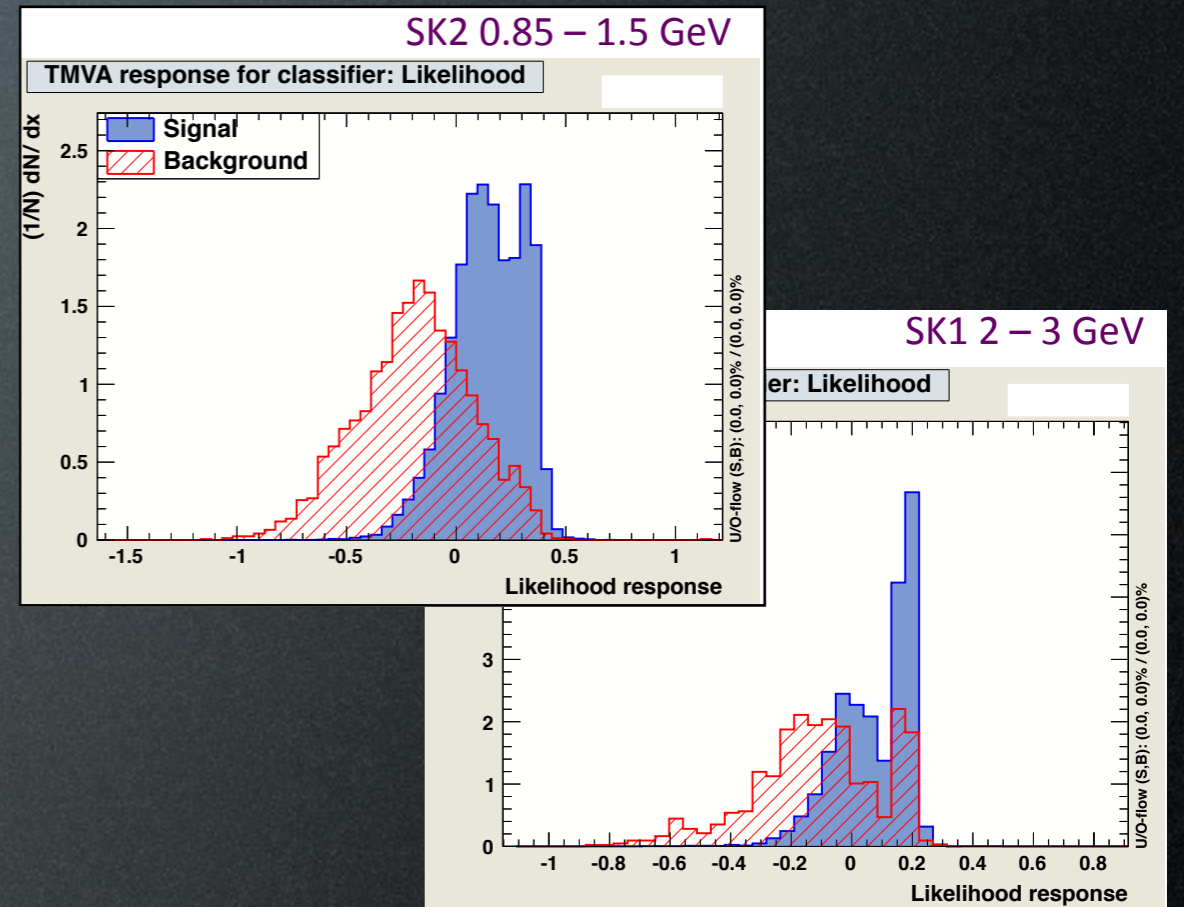 SK2 0.85 – 1.5 GeV
TMVA response for classifier: Likelihood
Signal
Background
(1/N) dN/ dx
2.5
2
1.5
1
0.5
0
-1.5 -1 -0.5 0 0.5 1
Likelihood response
U/O-flow (S,B): (0.0, 0.0)% / (0.0, 0.0)%
SK1 2 – 3 GeV
er: Likelihood
3
2
1
0
-1 -0.8 -0.6 -0.4 -0.2 0 0.2 0.4 0.6 0.8
Likelihood response
U/O-flow (S,B): (0.0, 0.0)% / (0.0, 0.0)%